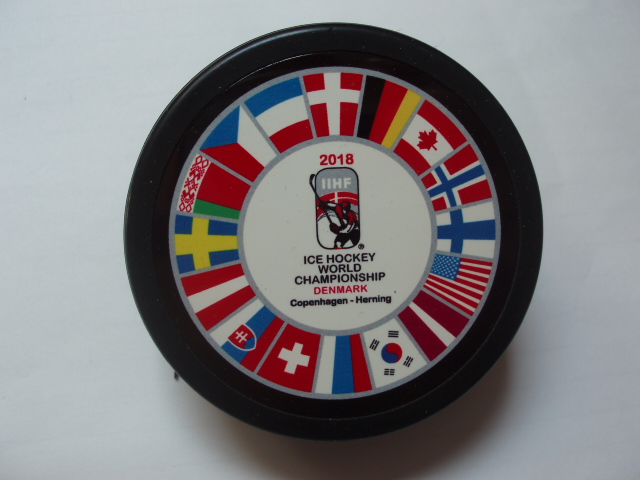 2018
IIHF
®
ICE HOCKEY
WORLD
CHAMPIONSHIP
DENMARK
Copenhagen - Herning